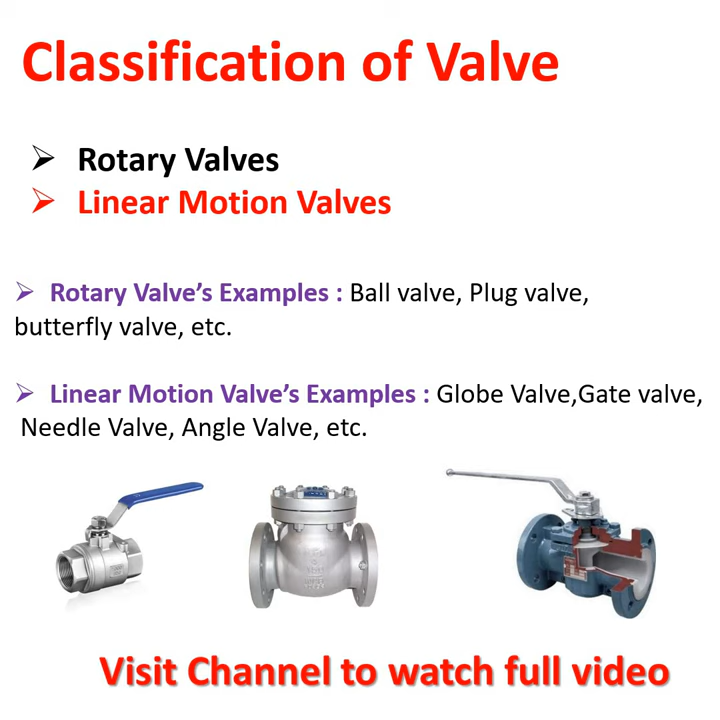 Classification of Valve
➢ Rotary Valves
➢ Linear Motion Valves
➢ Rotary Valve’s Examples : Ball valve, Plug valve,
butterfly valve, etc.
➢ Linear Motion Valve’s Examples : Globe Valve,Gate valve,
Needle Valve, Angle Valve, etc.
Visit Channel to watch full video